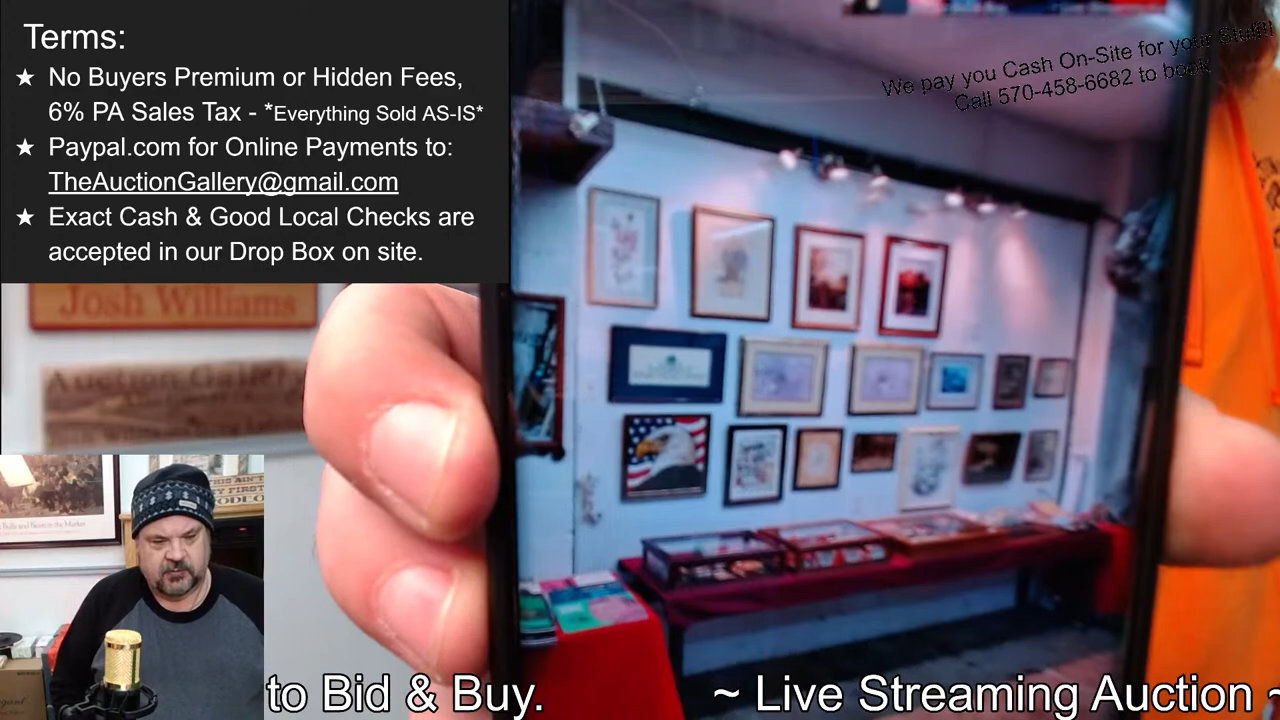 Terms:
★ No Buyers Premium or Hidden Fees,
6% PA Sales Tax - *Everything Sold AS-IS*
★ Paypal.com for Online Payments to:
TheAuctionGallery@gmail.com
★ Exact Cash & Good Local Checks are
accepted in our Drop Box on site.
We pay you Cash On-Site for your Stuff!
Call 570-458-6682 to book
Josh Williams
Auction Gallery
to Bid & Buy. ~ Live Streaming Auction ~